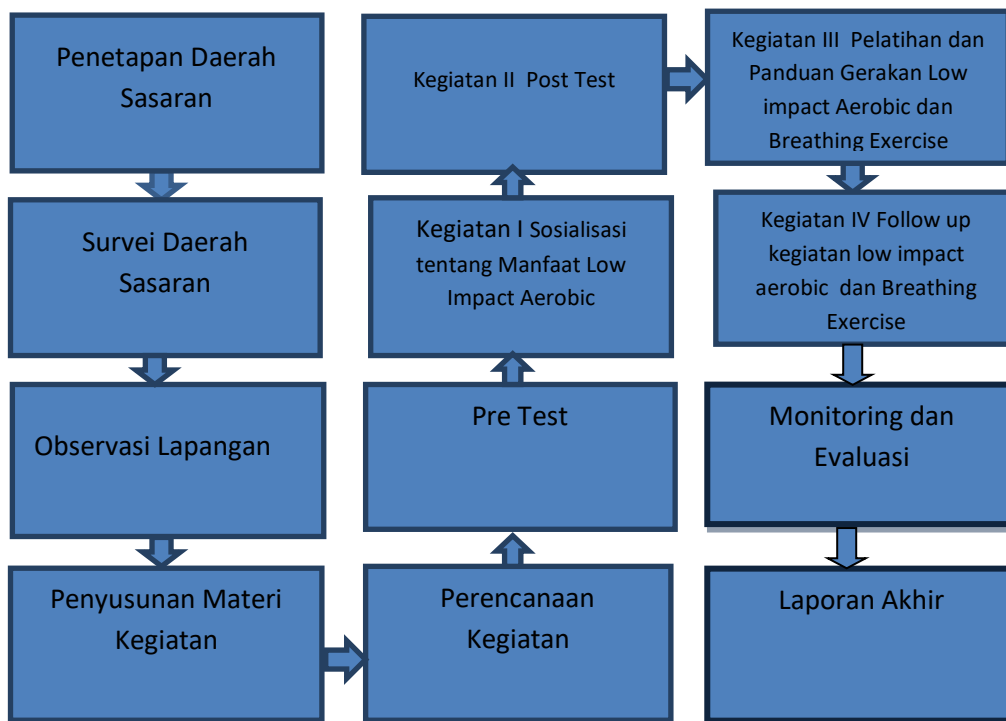 Penetapan Daerah
Sasaran
Survei Daerah
Sasaran
Observasi Lapangan
Penyusunan Materi
Kegiatan
Perencanaan
Kegiatan
Pre Test
Kegiatan I Sosialisasi
tentang Manfaat Low
Impact Aerobic
Kegiatan II Post Test
Kegiatan III Pelatihan dan
Panduan Gerakan Low
impact Aerobic dan
Breathing Exercise
Kegiatan IV Follow up
kegiatan low impact
aerobic dan Breathing
Exercise
Monitoring dan
Evaluasi
Laporan Akhir